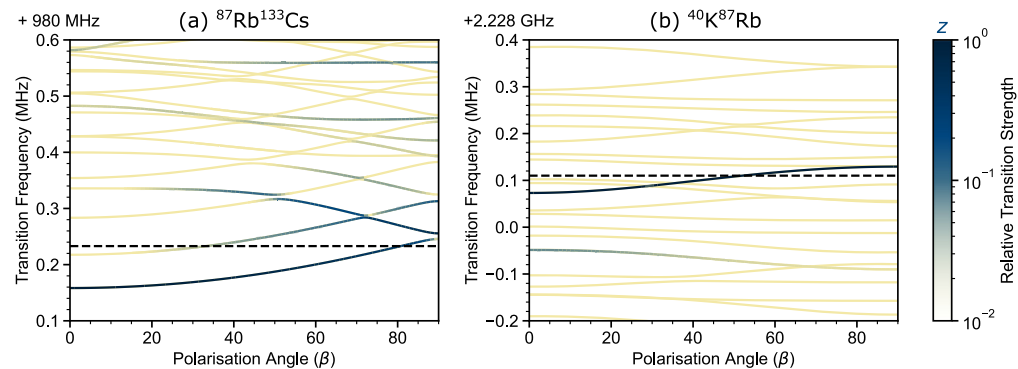 + 980 MHz
(a) ⁸⁷Rb¹³³Cs
+2.228 GHz
(b) ⁴⁰K⁸⁷Rb
z
0.6
0.5
0.4
0.3
0.2
0.1
Transition Frequency (MHz)
0 20 40 60 80
Polarisation Angle (β)
0.4
0.3
0.2
0.1
0.0
−0.1
−0.2
Transition Frequency (MHz)
0 20 40 60 80
Polarisation Angle (β)
10⁰
10⁻¹
10⁻²
Relative Transition Strength